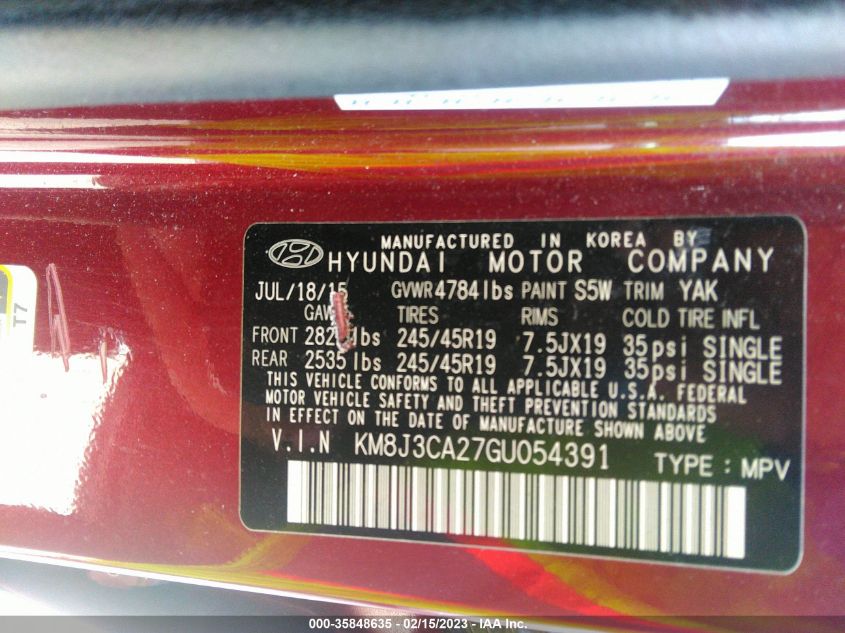 MANUFACTURED IN KOREA BY
HYUNDAI MOTOR COMPANY
JUL/18/15 GVWR 4784lbs PAINT S5W TRIM YAK
TIRES RIMS COLD TIRE INFL
FRONT lbs 245/45R19 7.5JX19 35psi SINGLE
REAR 2535 lbs 245/45R19 7.5JX19 35psi SINGLE
THIS VEHICLE CONFORMS TO ALL APPLICABLE U.S.A. FEDERAL
MOTOR VEHICLE SAFETY AND THEFT PREVENTION STANDARDS
IN EFFECT ON THE DATE OF MANUFACTURE SHOWN ABOVE
V.I.N KM8J3CA27GU054391 TYPE : MPV
T7
000-35848635 - 02/15/2023 - ©IAA, Inc.